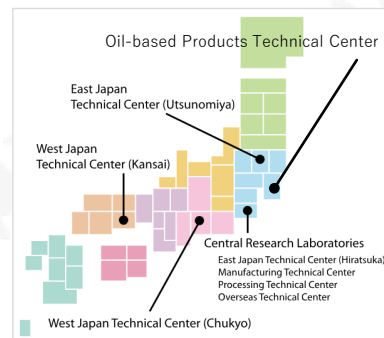 Oil-based Products Technical Center
East Japan
Technical Center (Utsunomiya)
West Japan
Technical Center (Kansai)
Central Research Laboratories
East Japan Technical Center (Hiratsuka)
Manufacturing Technical Center
Processing Technical Center
Overseas Technical Center
West Japan Technical Center (Chukyo)